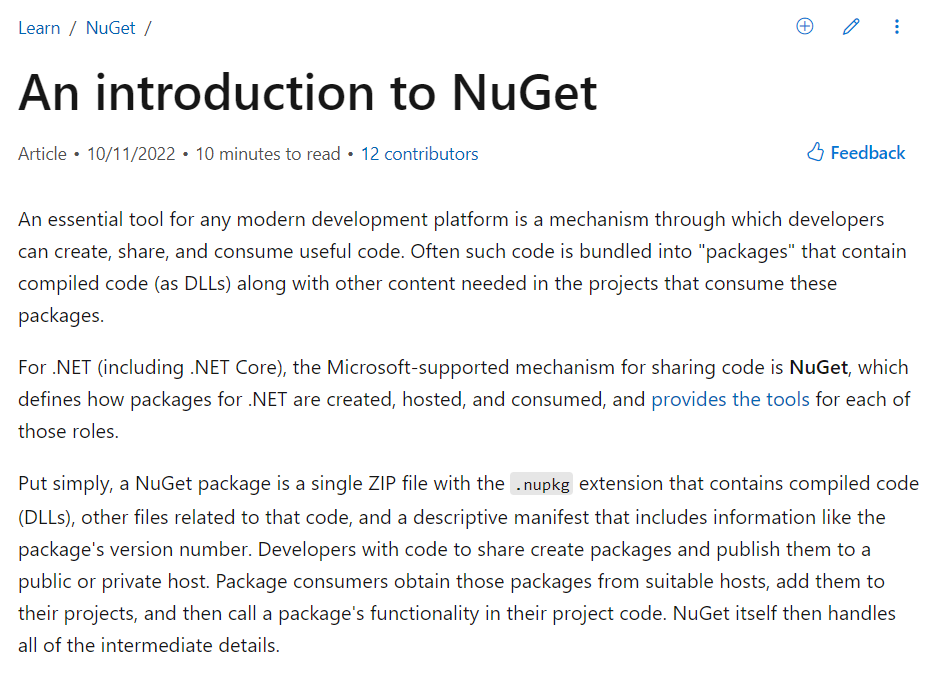 Learn / NuGet /
An introduction to NuGet
Article • 10/11/2022 • 10 minutes to read • 12 contributors
Feedback
An essential tool for any modern development platform is a mechanism through which developers
can create, share, and consume useful code. Often such code is bundled into "packages" that contain
compiled code (as DLLs) along with other content needed in the projects that consume these
packages.
For .NET (including .NET Core), the Microsoft-supported mechanism for sharing code is NuGet, which
defines how packages for .NET are created, hosted, and consumed, and provides the tools for each of
those roles.
Put simply, a NuGet package is a single ZIP file with the .nupkg extension that contains compiled code
(DLLs), other files related to that code, and a descriptive manifest that includes information like the
package's version number. Developers with code to share create packages and publish them to a
public or private host. Package consumers obtain those packages from suitable hosts, add them to
their projects, and then call a package's functionality in their project code. NuGet itself then handles
all of the intermediate details.